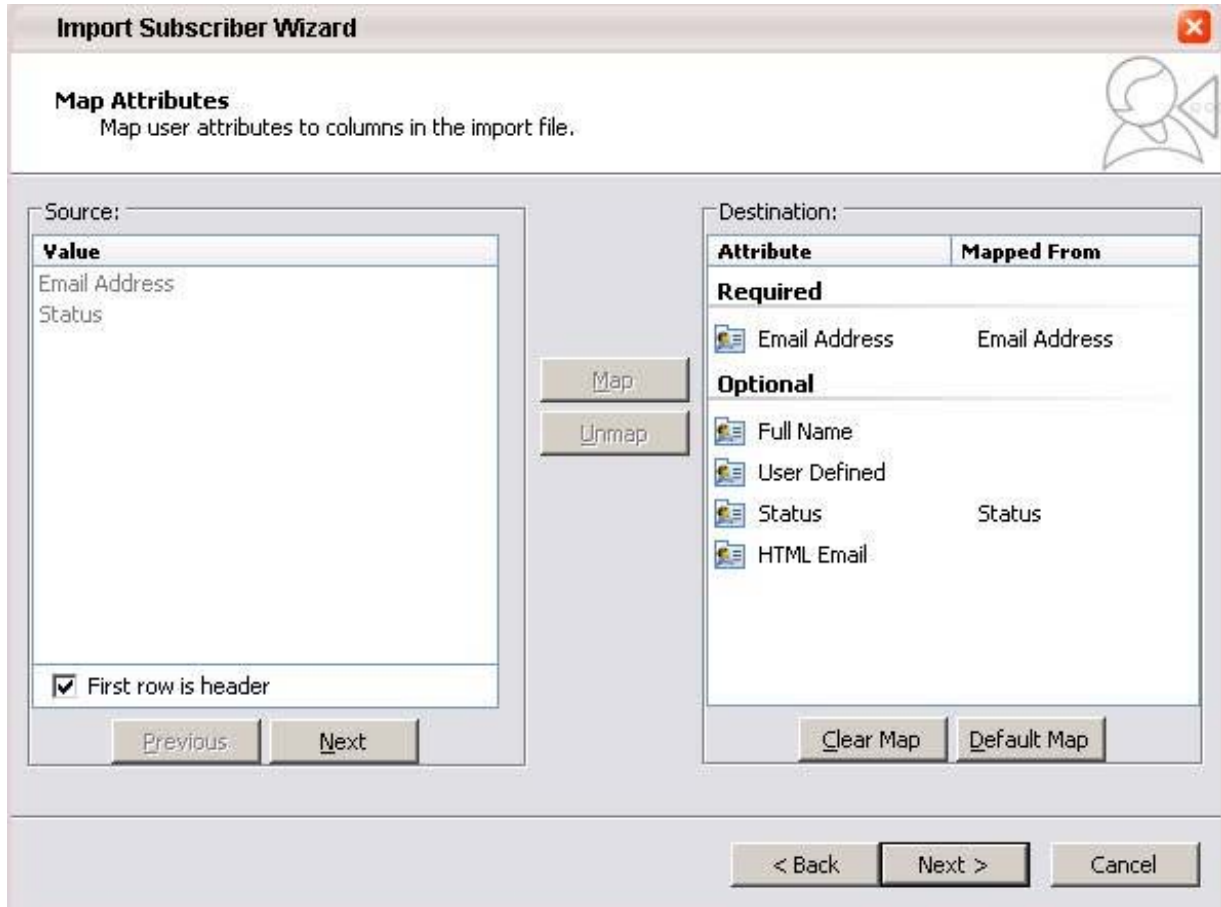 Import Subscriber Wizard
Map Attributes
Map user attributes to columns in the import file.
Source:
Value
Email Address
Status
First row is header
Previous
Next
Map
Unmap
Destination:
Attribute Mapped From
Required
Email Address Email Address
Optional
Full Name
User Defined
Status Status
HTML Email
Clear Map
Default Map
< Back
Next >
Cancel